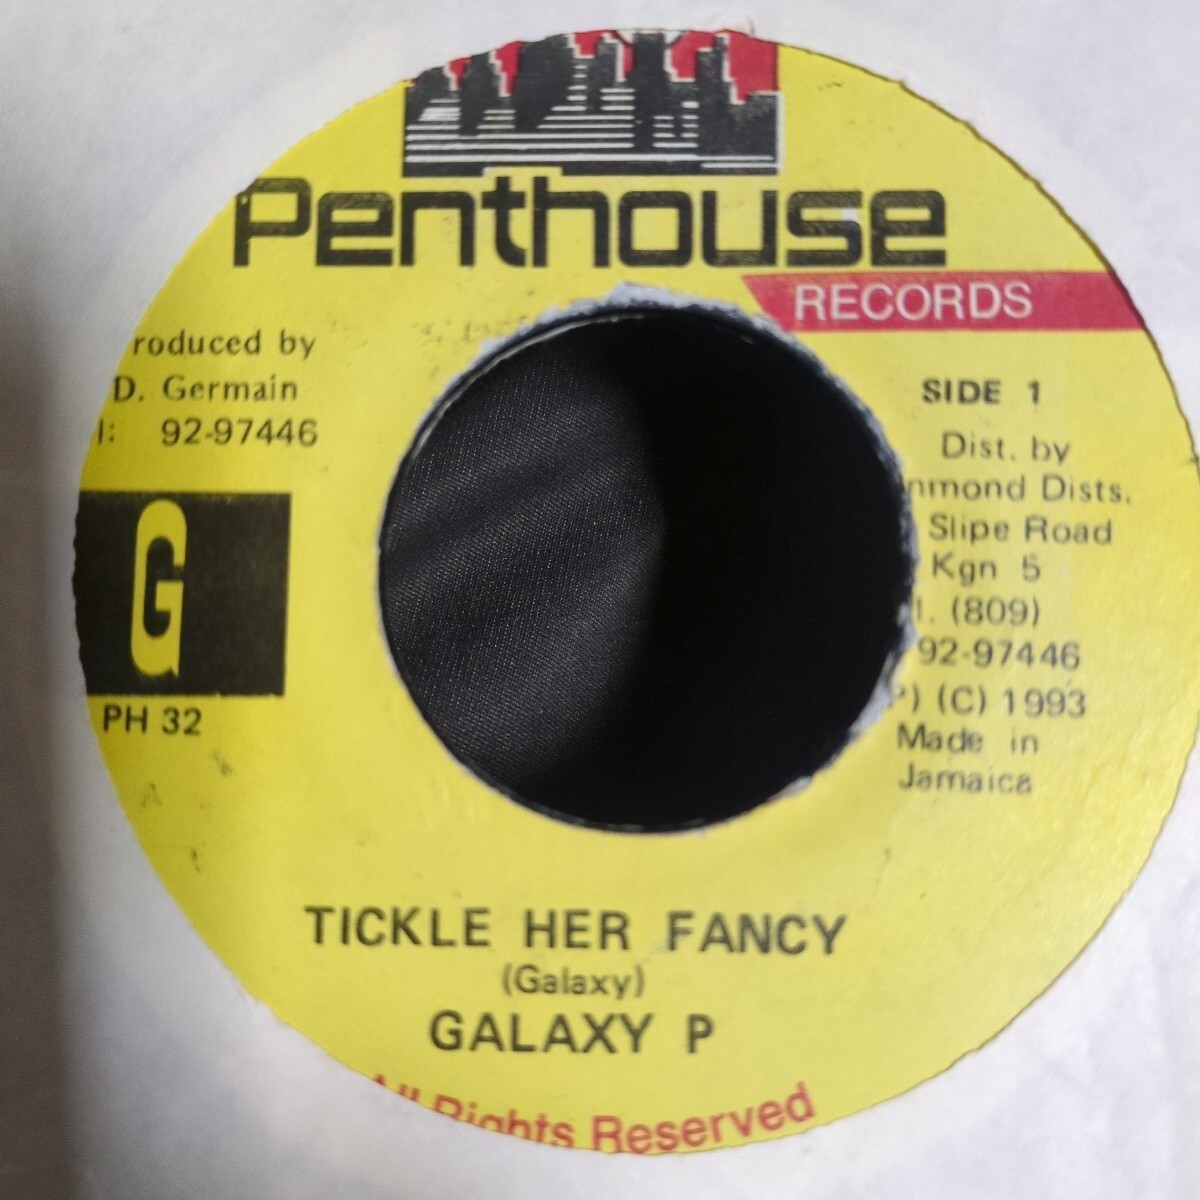 Penthouse
RECORDS
roduced by
D. Germain
l: 92-97446
G
PH 32
SIDE 1
Dist. by
nmond Dists.
Slipe Road
Kgn 5
l. (809)
92-97446
P) (C) 1993
Made in
Jamaica
TICKLE HER FANCY
(Galaxy)
GALAXY P
All Rights Reserved